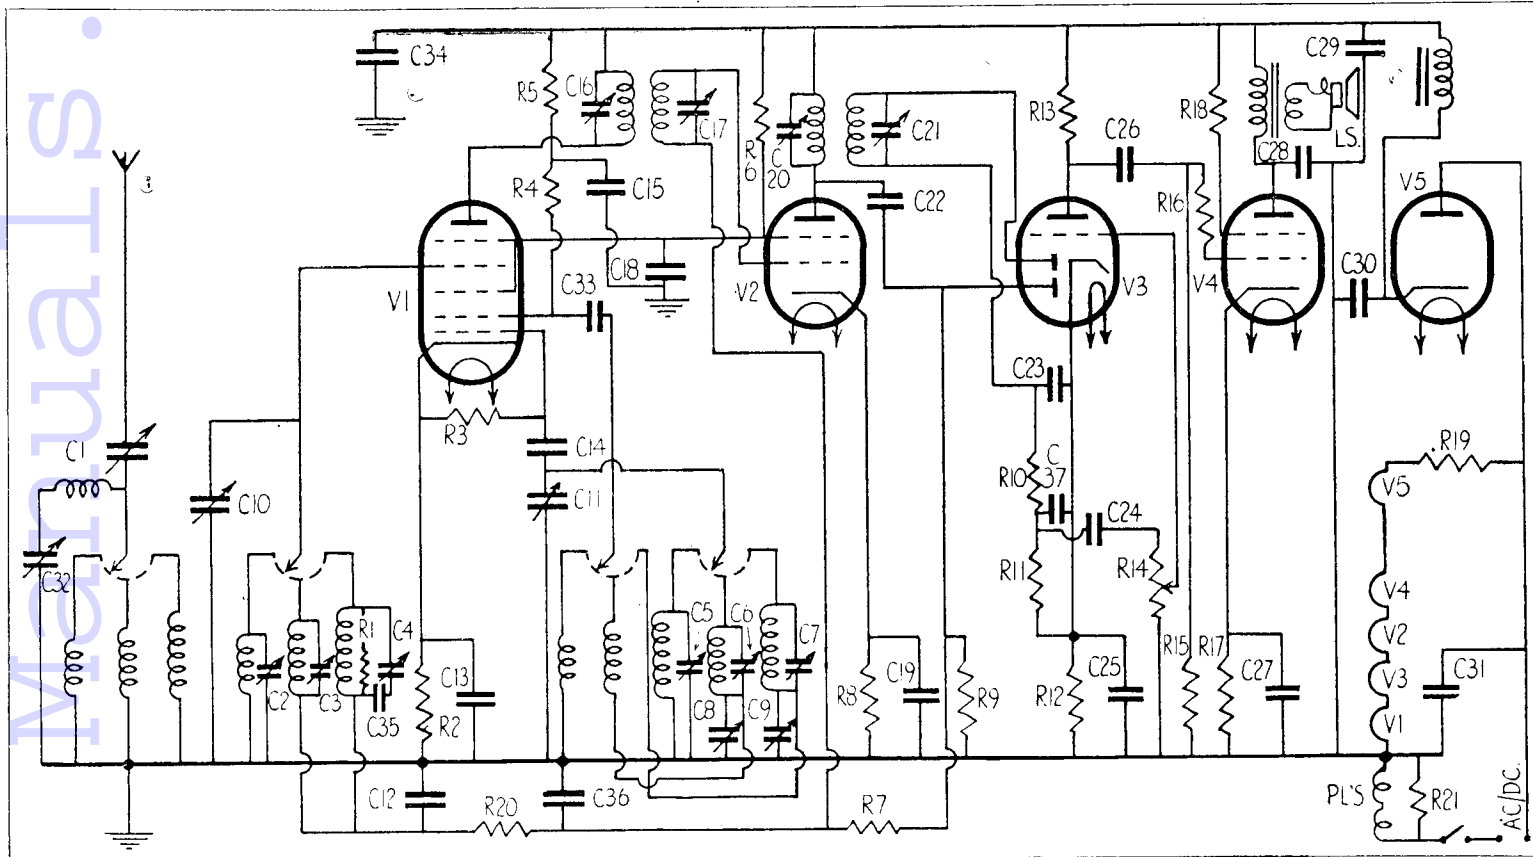 Manuals.
C34
R5
C16
C17
R4
C15
R6
C20
C21
C22
R13
C26
R18
R16
C28
LS.
C29
V5
V1
C33
C18
V2
V3
V4
C30
C1
C32
C10
R3
C14
C11
C23
R10
C37
C24
R11
R14
R19
V5
V4
V2
V3
V1
C2
C3
R1
C4
C35
C13
R2
C5
C6
C7
C8
C9
R8
C19
R9
R12
C25
R15
R17
C27
C31
C12
R20
C36
R7
PL'S
R21
AC/DC.